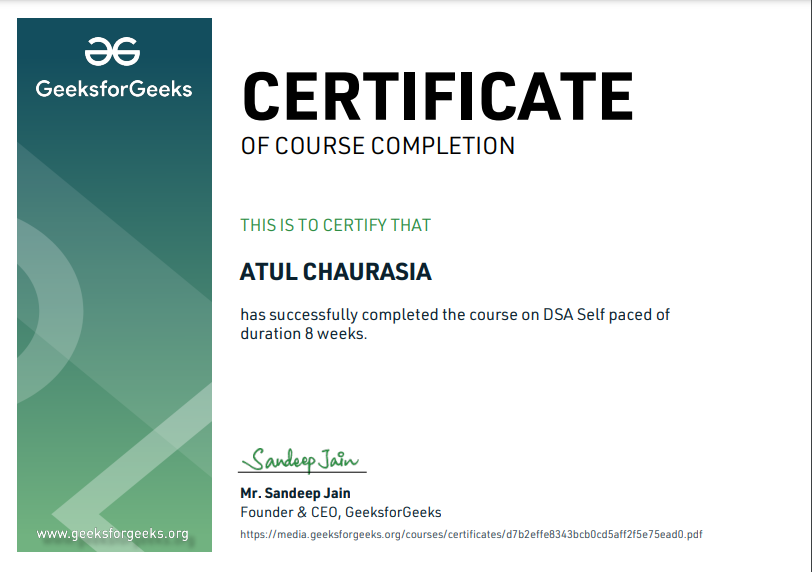 GeeksforGeeks
CERTIFICATE
OF COURSE COMPLETION
THIS IS TO CERTIFY THAT
ATUL CHAURASIA
has successfully completed the course on DSA Self paced of
duration 8 weeks.
Sandeep Jain
Mr. Sandeep Jain
Founder & CEO, GeeksforGeeks
https://media.geeksforgeeks.org/courses/certificates/d7b2effe8343bcb0cd5aff2f5e75ead0.pdf
www.geeksforgeeks.org